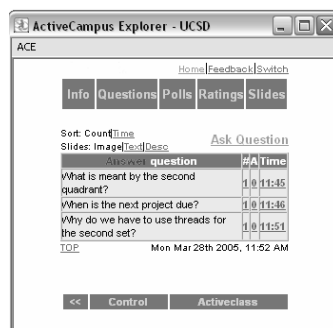 ActiveCampus Explorer - UCSD
ACE
Home|Feedback|Switch
Info Questions Polls Ratings Slides
Sort: Count|Time
Slides: Image|Text|Desc
Ask Question
Answer question # A Time
What is meant by the second quadrant? 1 0 11:45
When is the next project due? 1 0 11:46
Why do we have to use threads for the second set? 1 0 11:51
TOP Mon Mar 28th 2005, 11:52 AM
<< Control Activeclass